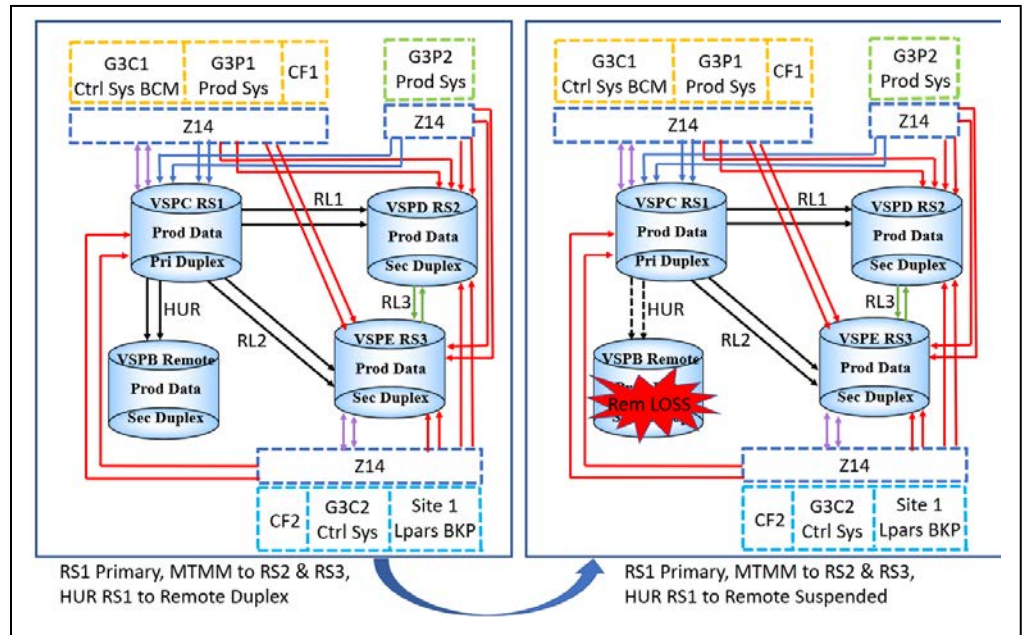 G3C1
Ctrl Sys BCM
G3P1
Prod Sys
CF1
G3P2
Prod Sys
Z14
Z14
VSPC RS1
Prod Data
Pri Duplex
RL1
VSPD RS2
Prod Data
Sec Duplex
HUR
RL2
RL3
VSPB Remote
Prod Data
Sec Duplex
VSPE RS3
Prod Data
Sec Duplex
Z14
CF2
G3C2
Ctrl Sys
Site 1
Lpars BKP
RS1 Primary, MTMM to RS2 & RS3,
HUR RS1 to Remote Duplex
G3C1
Ctrl Sys BCM
G3P1
Prod Sys
CF1
G3P2
Prod Sys
Z14
Z14
VSPC RS1
Prod Data
Pri Duplex
RL1
VSPD RS2
Prod Data
Sec Duplex
HUR
RL2
RL3
VSPB Remote
Rem LOSS
VSPE RS3
Prod Data
Sec Duplex
Z14
CF2
G3C2
Ctrl Sys
Site 1
Lpars BKP
RS1 Primary, MTMM to RS2 & RS3,
HUR RS1 to Remote Suspended